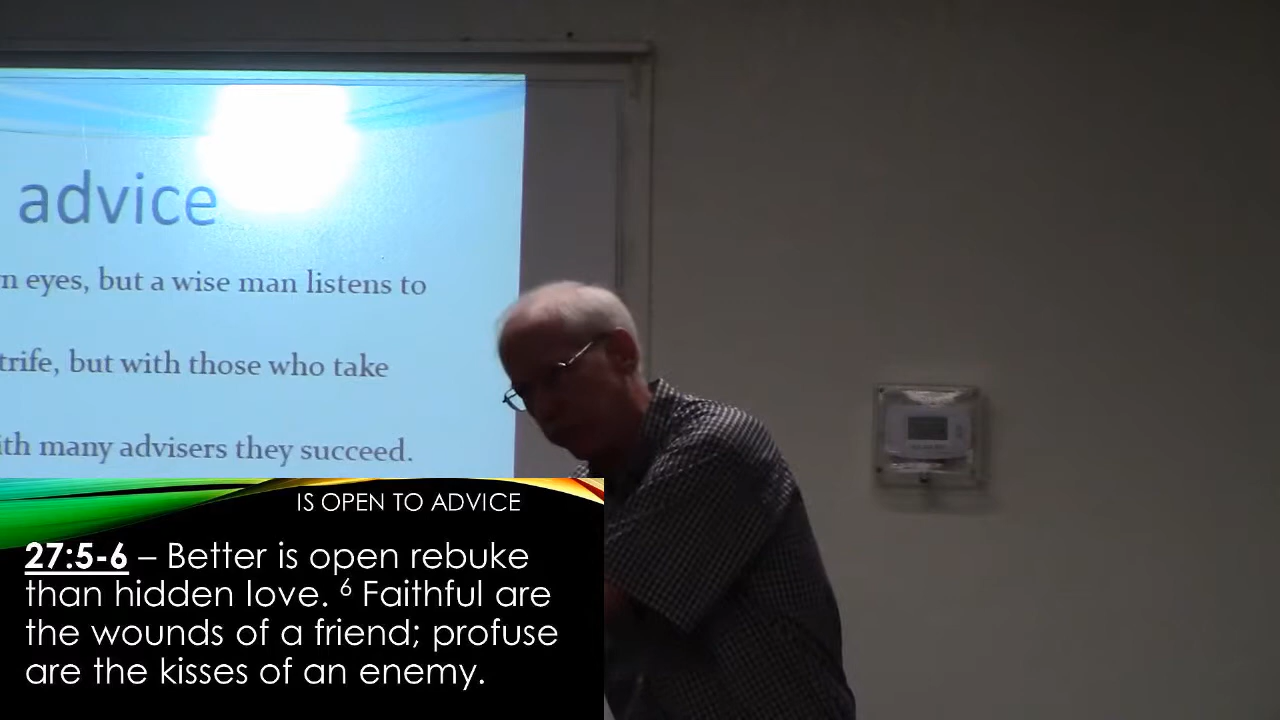 advice
n eyes, but a wise man listens to
trife, but with those who take
ith many advisers they succeed.
IS OPEN TO ADVICE
27:5-6 – Better is open rebuke
than hidden love. ⁶ Faithful are
the wounds of a friend; profuse
are the kisses of an enemy.